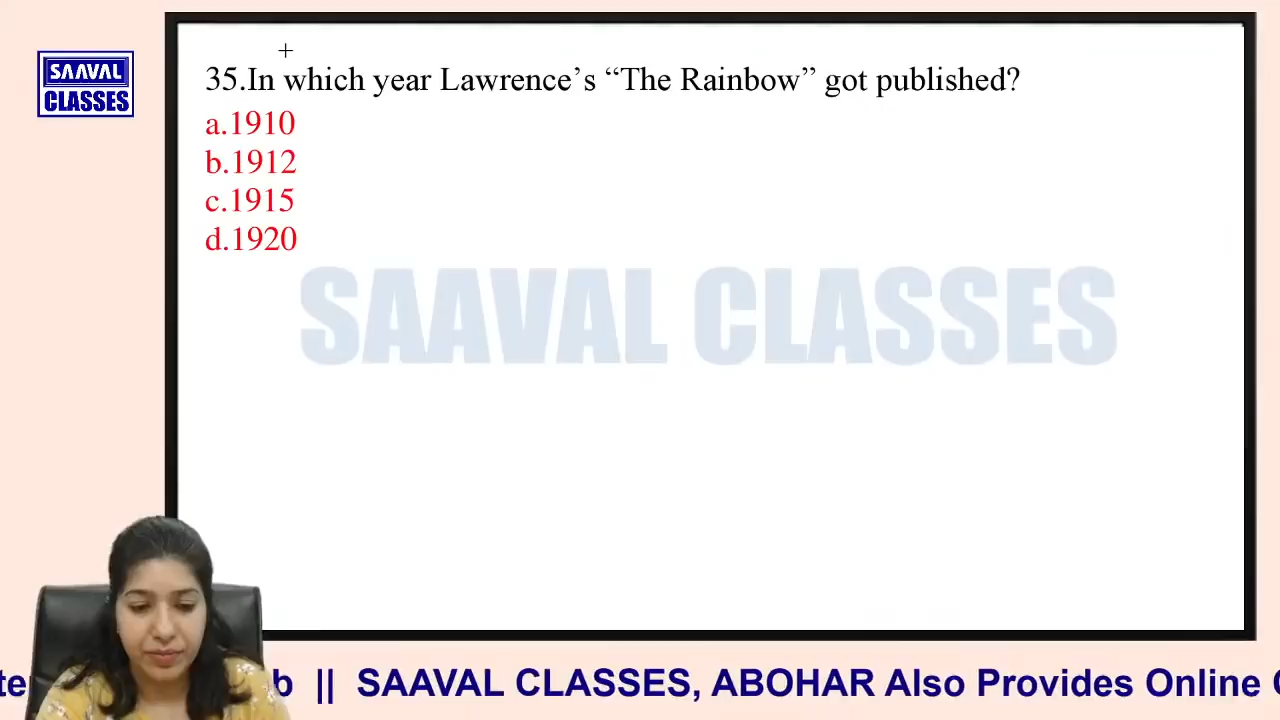 SAAVAL
CLASSES
35.In which year Lawrence’s “The Rainbow” got published?
a.1910
b.1912
c.1915
d.1920
SAAVAL CLASSES
b || SAAVAL CLASSES, ABOHAR Also Provides Online